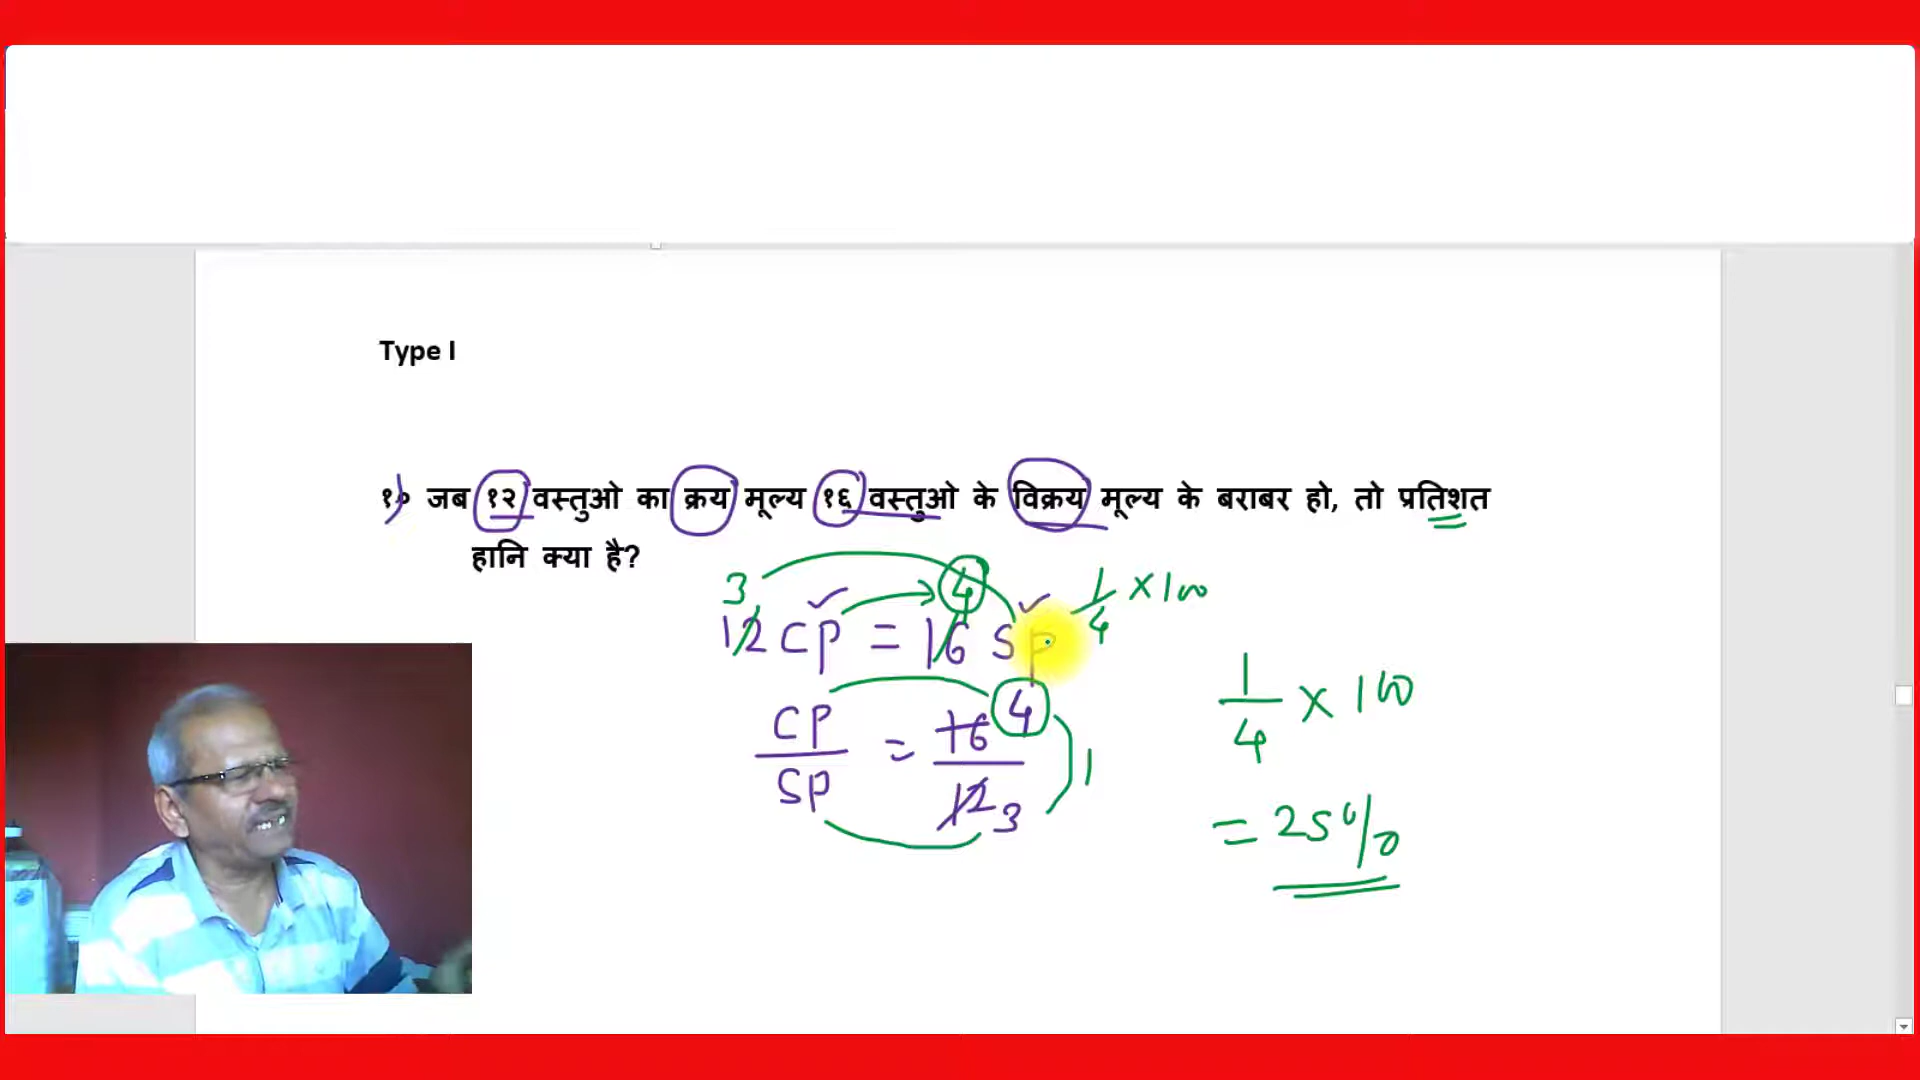 Type I
१) जब १२ वस्तुओ का क्रय मूल्य १६ वस्तुओ के विक्रय मूल्य के बराबर हो, तो प्रतिशत
हानि क्या है?
3 4
12 CP = 16 SP
1/4 × 100
CP/SP = 16/12
4
3
1
1/4 × 100
= 25%